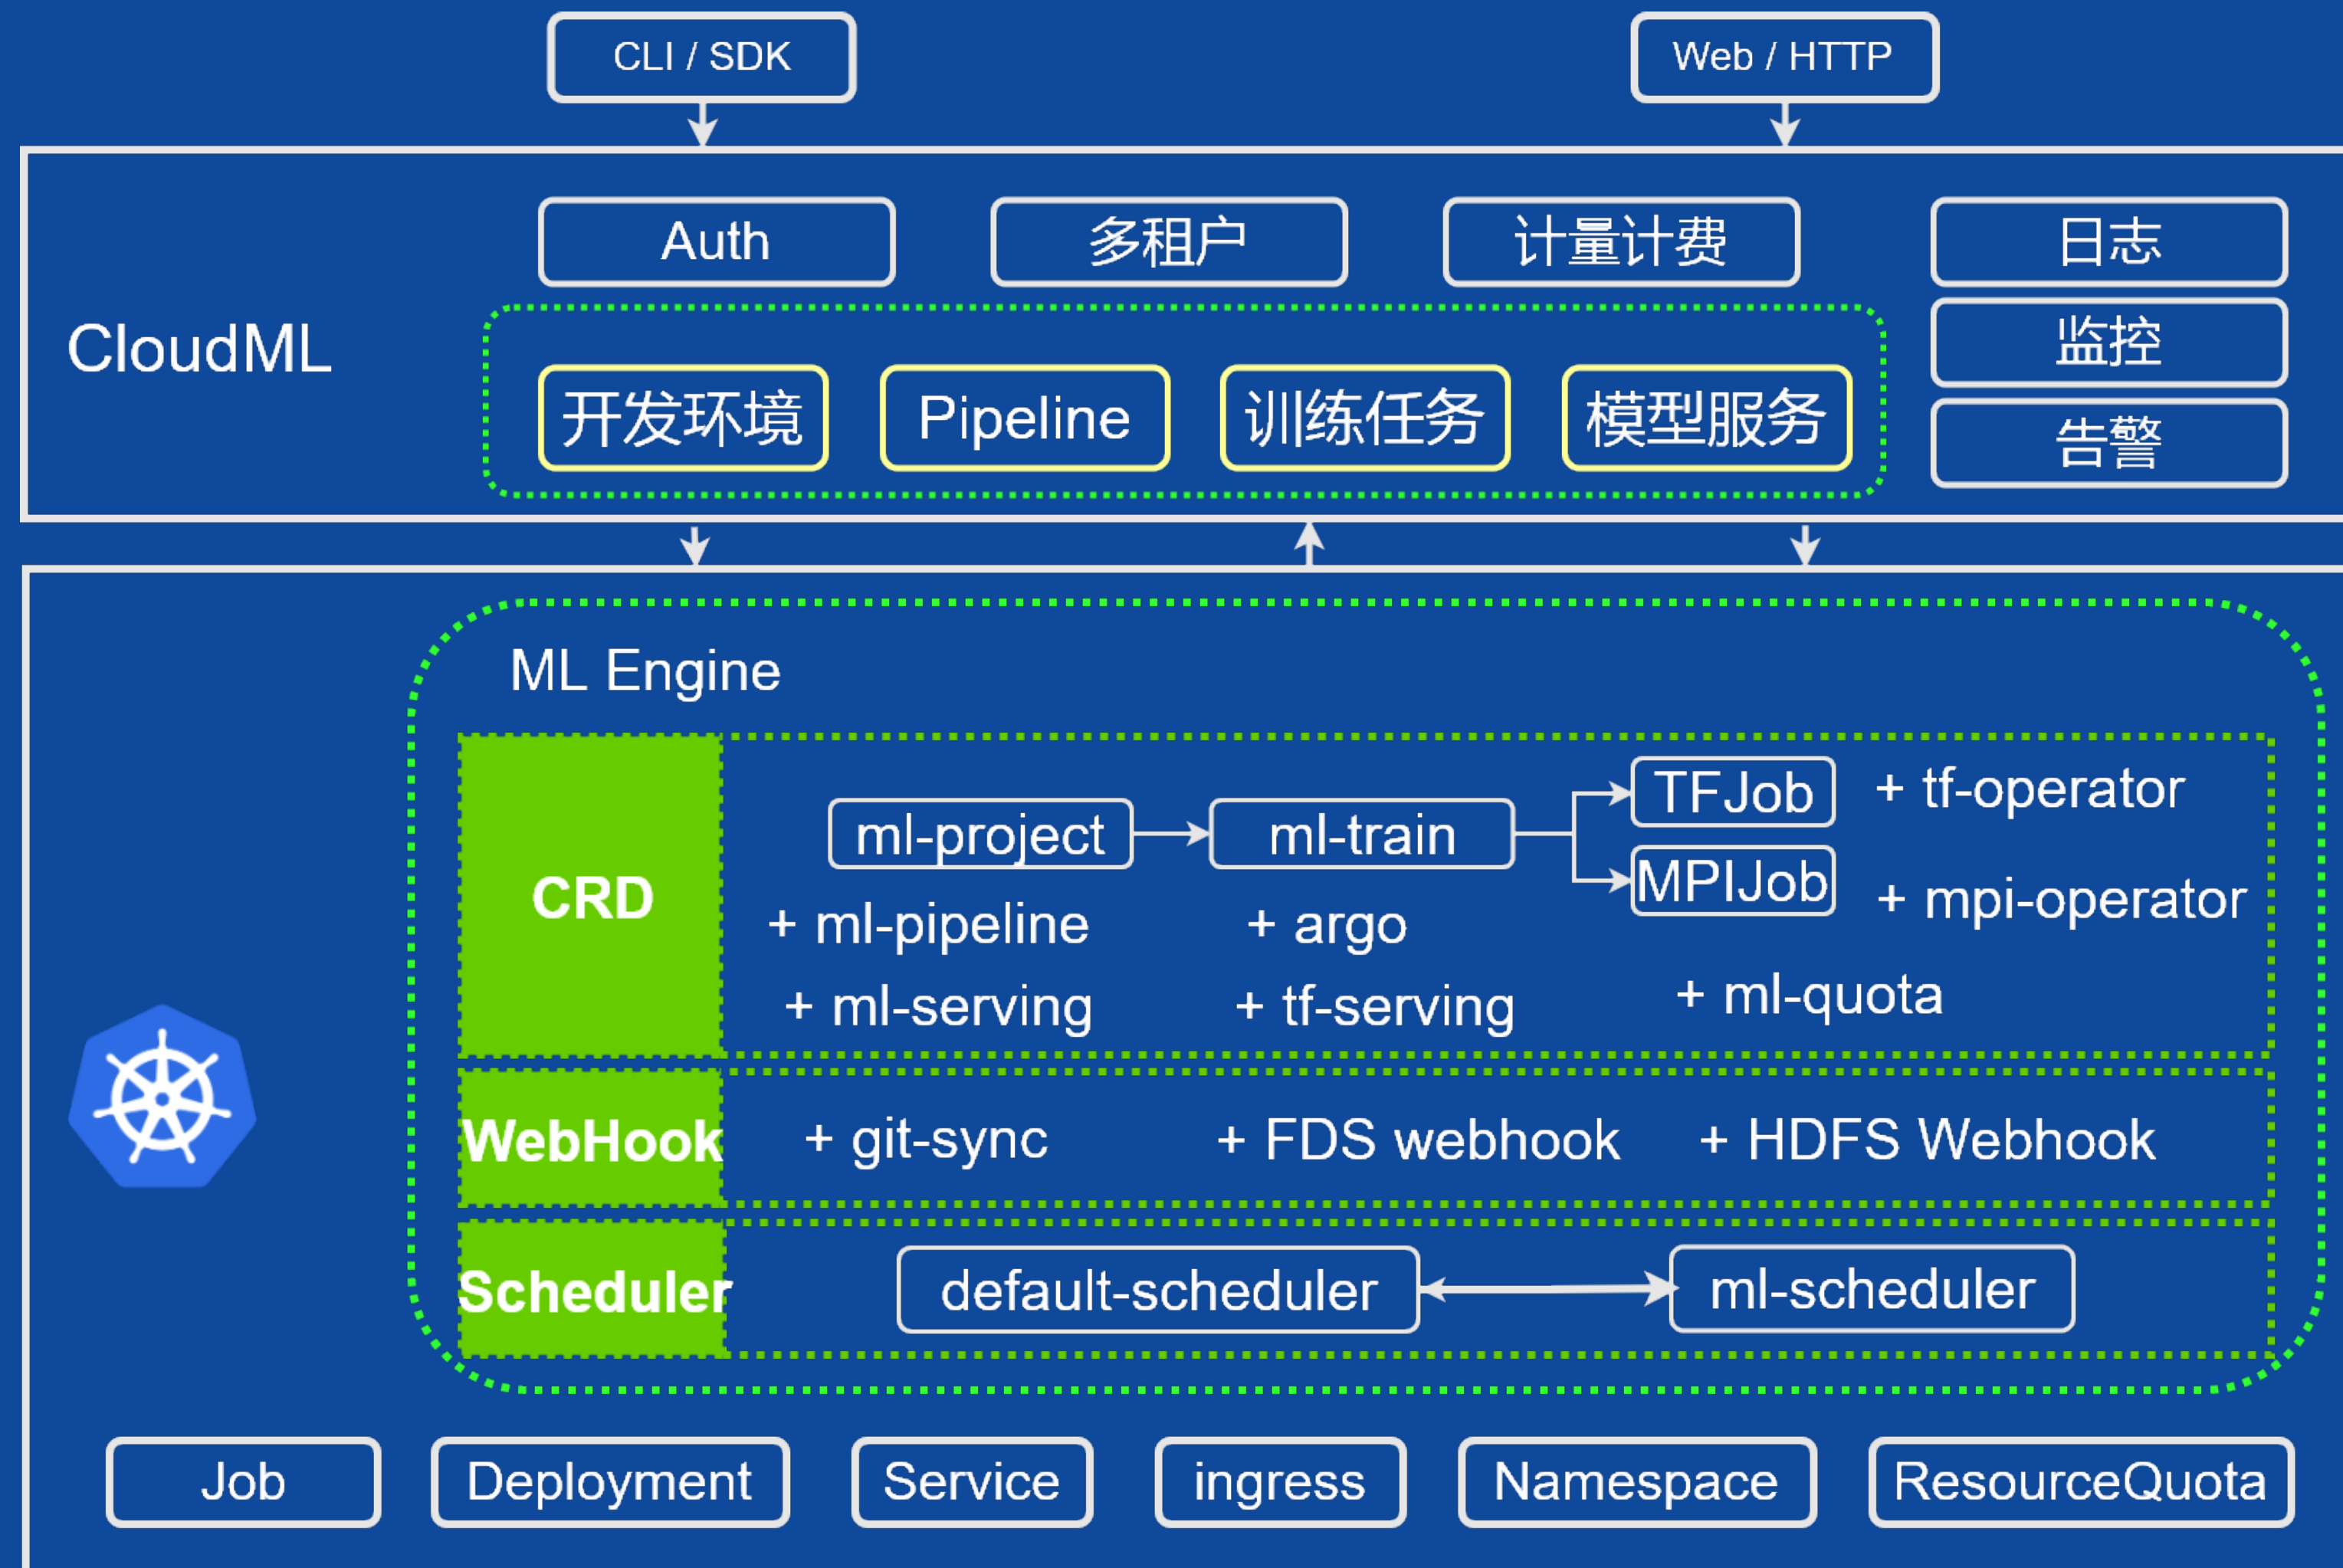 CLI / SDK
Web / HTTP
Auth
多租户
计量计费
日志
CloudML
监控
开发环境
Pipeline
训练任务
模型服务
告警
ML Engine
CRD
ml-project
ml-train
TFJob
+ tf-operator
MPIJob
+ mpi-operator
+ ml-pipeline
+ argo
+ ml-serving
+ tf-serving
+ ml-quota
WebHook
+ git-sync
+ FDS webhook
+ HDFS Webhook
Scheduler
default-scheduler
ml-scheduler
Job
Deployment
Service
ingress
Namespace
ResourceQuota